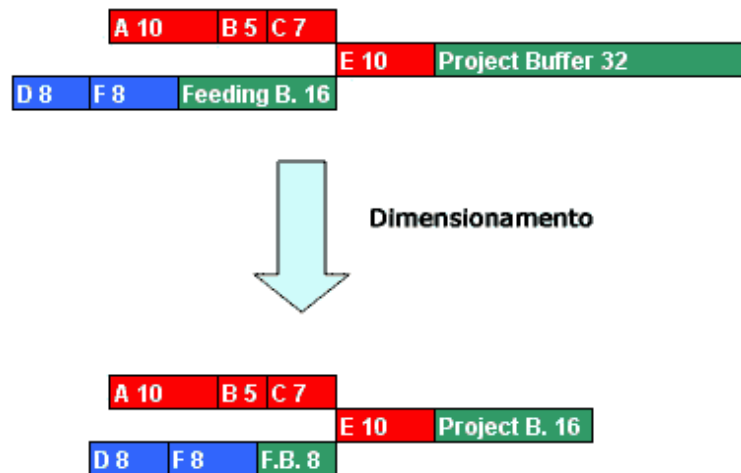 A 10 B 5 C 7
E 10 Project Buffer 32
D 8 F 8 Feeding B. 16
Dimensionamento
A 10 B 5 C 7
E 10 Project B. 16
D 8 F 8 F.B. 8